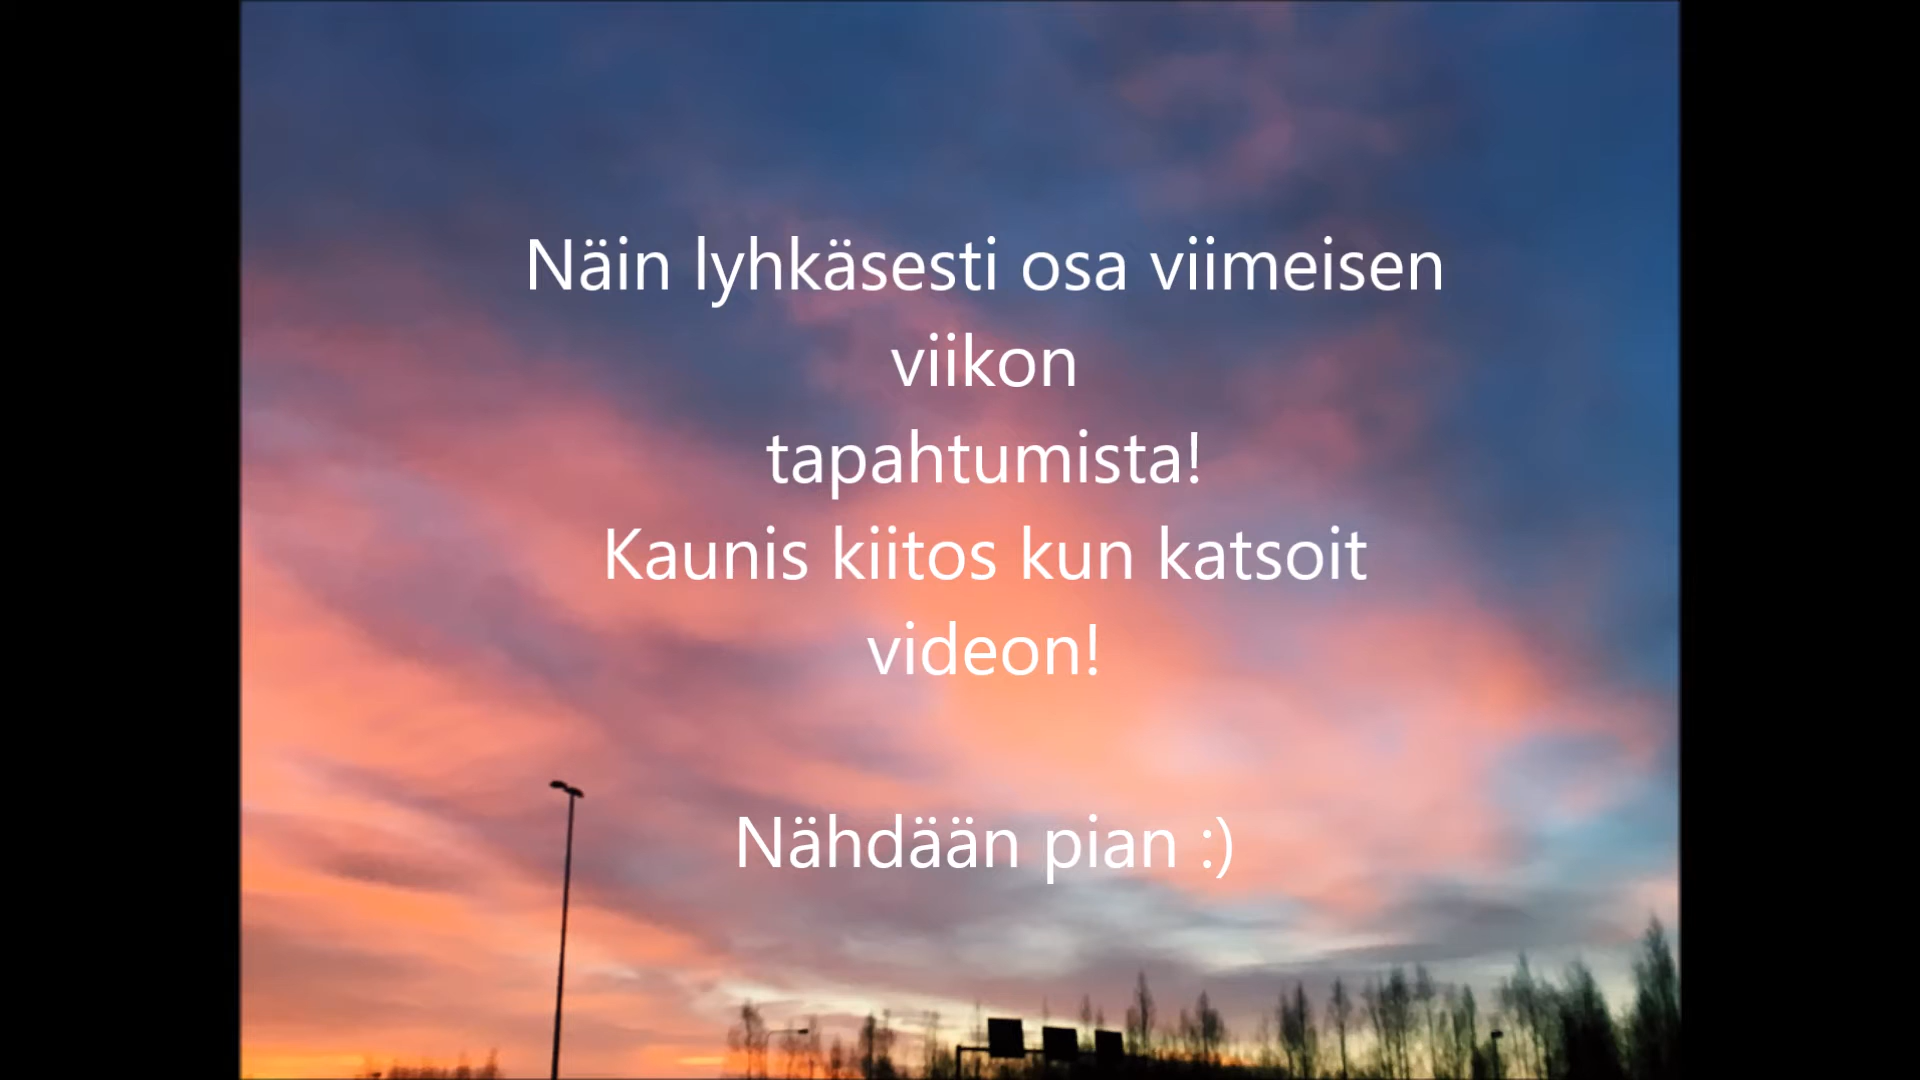 Näin lyhkäsesti osa viimeisen
viikon
tapahtumista!
Kaunis kiitos kun katsoit
videon!
Nähdään pian :)